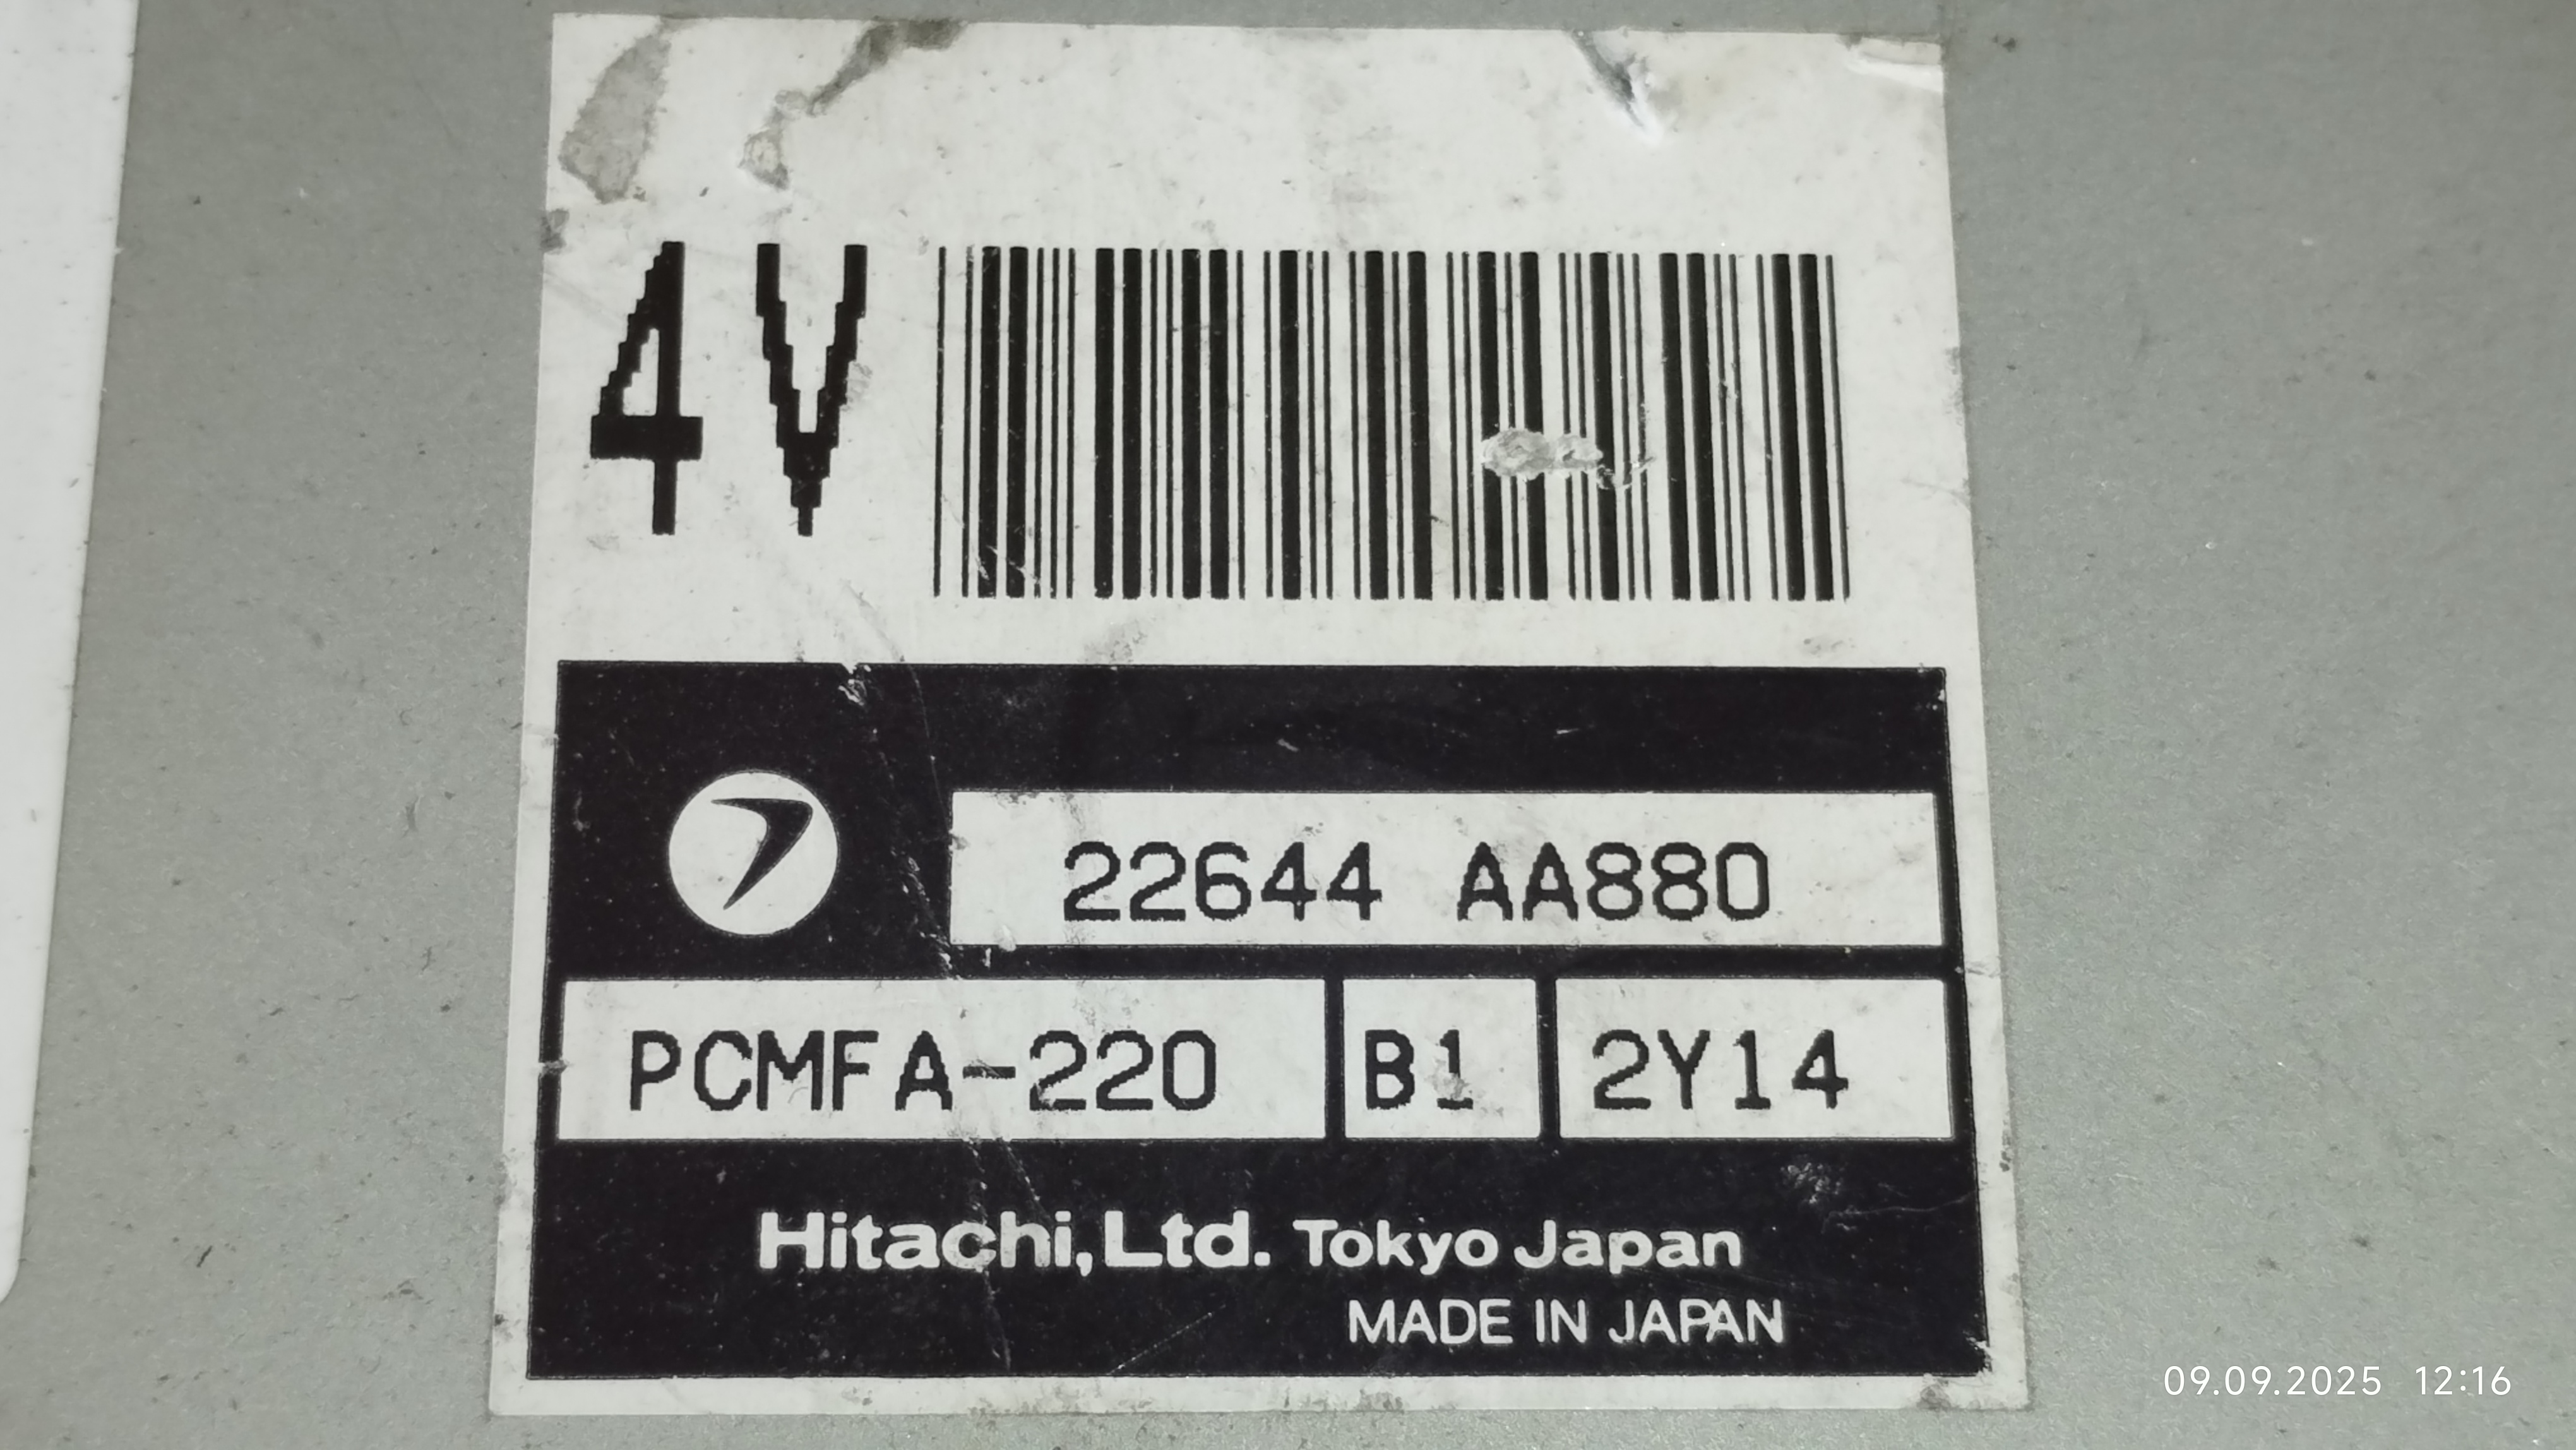 4V
22644 AA880
PCMFA-220 B1 2Y14
Hitachi,Ltd. Tokyo Japan
MADE IN JAPAN
09.09.2025 12:16